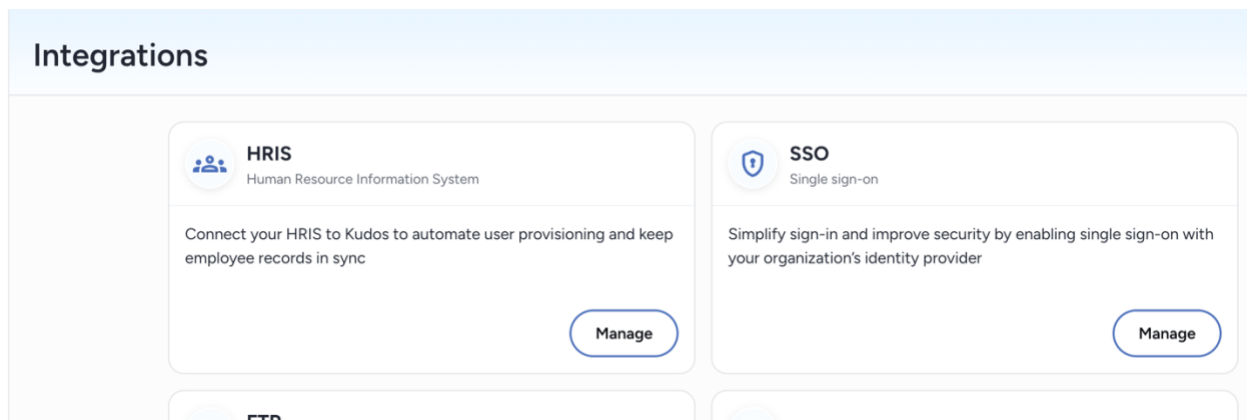 Integrations
HRIS
Human Resource Information System
Connect your HRIS to Kudos to automate user provisioning and keep
employee records in sync
Manage
SSO
Single sign-on
Simplify sign-in and improve security by enabling single sign-on with
your organization's identity provider
Manage
FTP